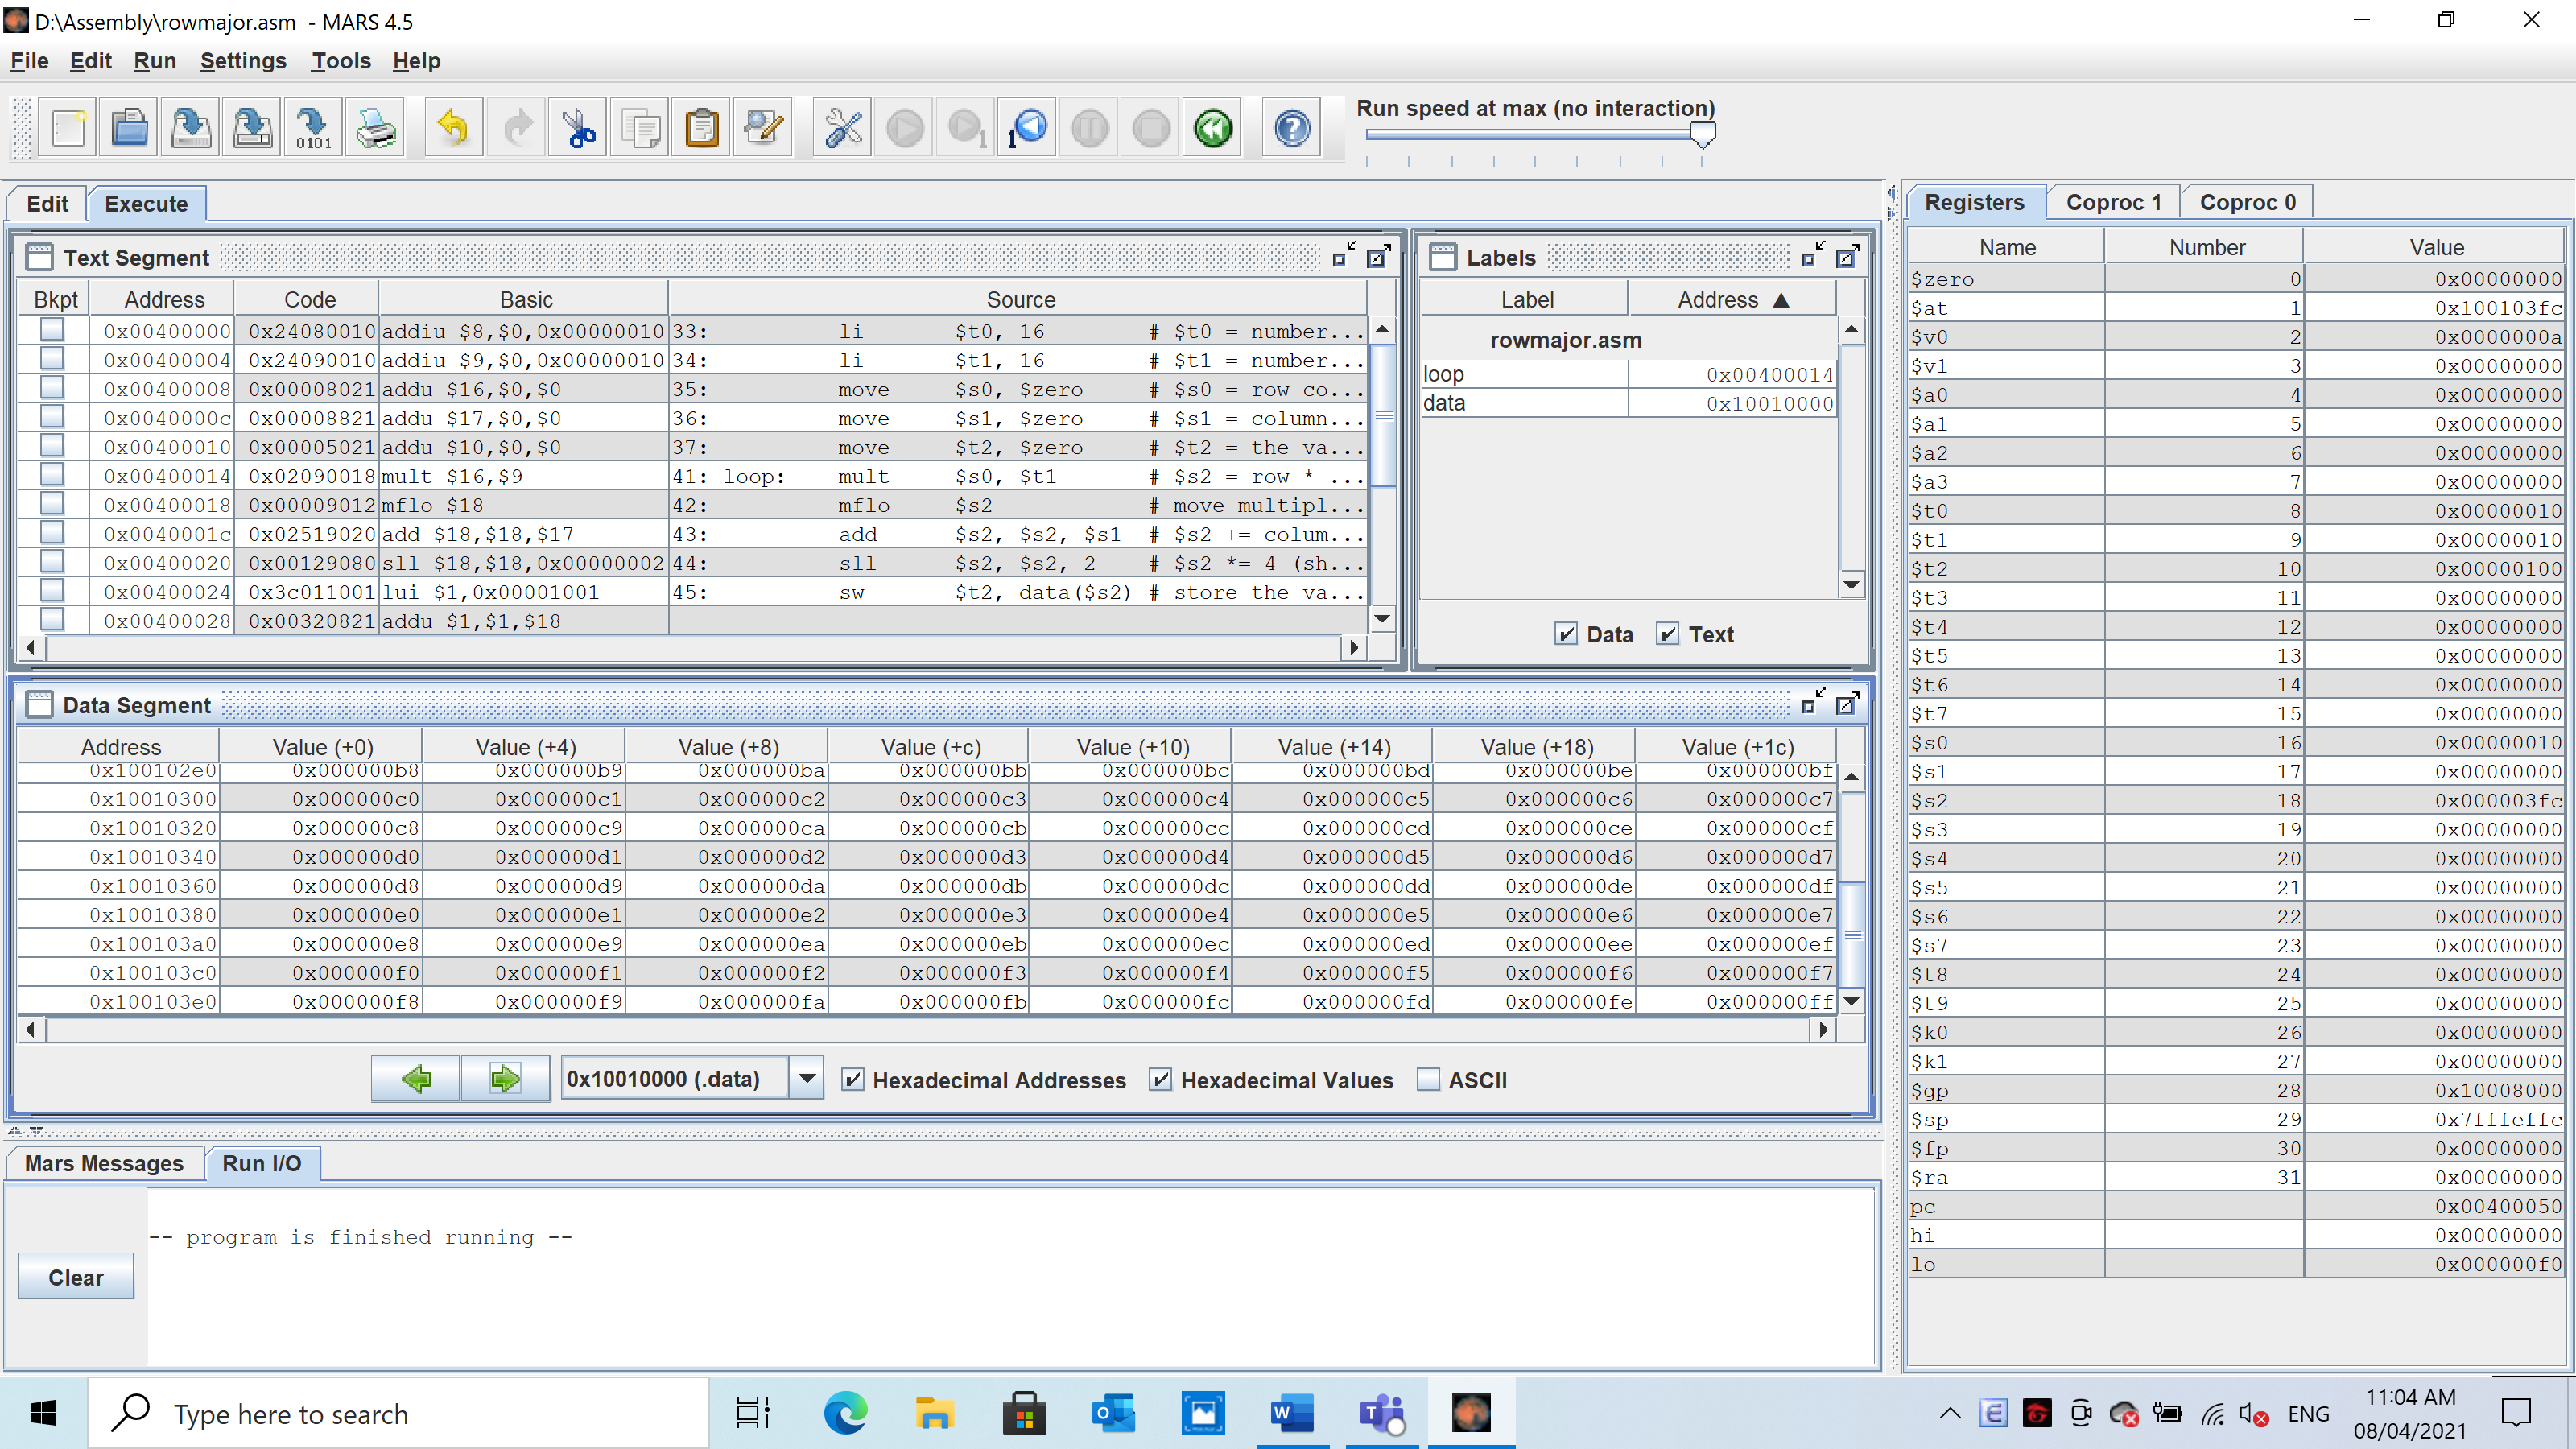 D:\Assembly\rowmajor.asm - MARS 4.5
File Edit Run Settings Tools Help
0101
1
1
Run speed at max (no interaction)
Edit Execute
Text Segment
Bkpt Address Code Basic Source
0x00400000 0x24080010 addiu $8,$0,0x00000010 33: li $t0, 16 # $t0 = number...
0x00400004 0x24090010 addiu $9,$0,0x00000010 34: li $t1, 16 # $t1 = number...
0x00400008 0x00008021 addu $16,$0,$0 35: move $s0, $zero # $s0 = row co...
0x0040000c 0x00008821 addu $17,$0,$0 36: move $s1, $zero # $s1 = column...
0x00400010 0x00005021 addu $10,$0,$0 37: move $t2, $zero # $t2 = the va...
0x00400014 0x02090018 mult $16,$9 41: loop: mult $s0, $t1 # $s2 = row * ...
0x00400018 0x00009012 mflo $18 42: mflo $s2 # move multipl...
0x0040001c 0x02519020 add $18,$18,$17 43: add $s2, $s2, $s1 # $s2 += colum...
0x00400020 0x00129080 sll $18,$18,0x00000002 44: sll $s2, $s2, 2 # $s2 *= 4 (sh...
0x00400024 0x3c011001 lui $1,0x00001001 45: sw $t2, data($s2) # store the va...
0x00400028 0x00320821 addu $1,$1,$18
Labels
Label Address ▲
rowmajor.asm
loop 0x00400014
data 0x10010000
Data Text
Data Segment
Address Value (+0) Value (+4) Value (+8) Value (+c) Value (+10) Value (+14) Value (+18) Value (+1c)
0x100102e0 0x000000b8 0x000000b9 0x000000ba 0x000000bb 0x000000bc 0x000000bd 0x000000be 0x000000bf
0x10010300 0x000000c0 0x000000c1 0x000000c2 0x000000c3 0x000000c4 0x000000c5 0x000000c6 0x000000c7
0x10010320 0x000000c8 0x000000c9 0x000000ca 0x000000cb 0x000000cc 0x000000cd 0x000000ce 0x000000cf
0x10010340 0x000000d0 0x000000d1 0x000000d2 0x000000d3 0x000000d4 0x000000d5 0x000000d6 0x000000d7
0x10010360 0x000000d8 0x000000d9 0x000000da 0x000000db 0x000000dc 0x000000dd 0x000000de 0x000000df
0x10010380 0x000000e0 0x000000e1 0x000000e2 0x000000e3 0x000000e4 0x000000e5 0x000000e6 0x000000e7
0x100103a0 0x000000e8 0x000000e9 0x000000ea 0x000000eb 0x000000ec 0x000000ed 0x000000ee 0x000000ef
0x100103c0 0x000000f0 0x000000f1 0x000000f2 0x000000f3 0x000000f4 0x000000f5 0x000000f6 0x000000f7
0x100103e0 0x000000f8 0x000000f9 0x000000fa 0x000000fb 0x000000fc 0x000000fd 0x000000fe 0x000000ff
0x10010000 (.data) Hexadecimal Addresses Hexadecimal Values ASCII
Mars Messages Run I/O
-- program is finished running --
Clear
Registers Coproc 1 Coproc 0
Name Number Value
$zero 0 0x00000000
$at 1 0x100103fc
$v0 2 0x0000000a
$v1 3 0x00000000
$a0 4 0x00000000
$a1 5 0x00000000
$a2 6 0x00000000
$a3 7 0x00000000
$t0 8 0x00000010
$t1 9 0x00000010
$t2 10 0x00000100
$t3 11 0x00000000
$t4 12 0x00000000
$t5 13 0x00000000
$t6 14 0x00000000
$t7 15 0x00000000
$s0 16 0x00000010
$s1 17 0x00000000
$s2 18 0x000003fc
$s3 19 0x00000000
$s4 20 0x00000000
$s5 21 0x00000000
$s6 22 0x00000000
$s7 23 0x00000000
$t8 24 0x00000000
$t9 25 0x00000000
$k0 26 0x00000000
$k1 27 0x00000000
$gp 28 0x10008000
$sp 29 0x7fffeffc
$fp 30 0x00000000
$ra 31 0x00000000
pc 0x00400050
hi 0x00000000
lo 0x000000f0
Type here to search
ENG
11:04 AM
08/04/2021